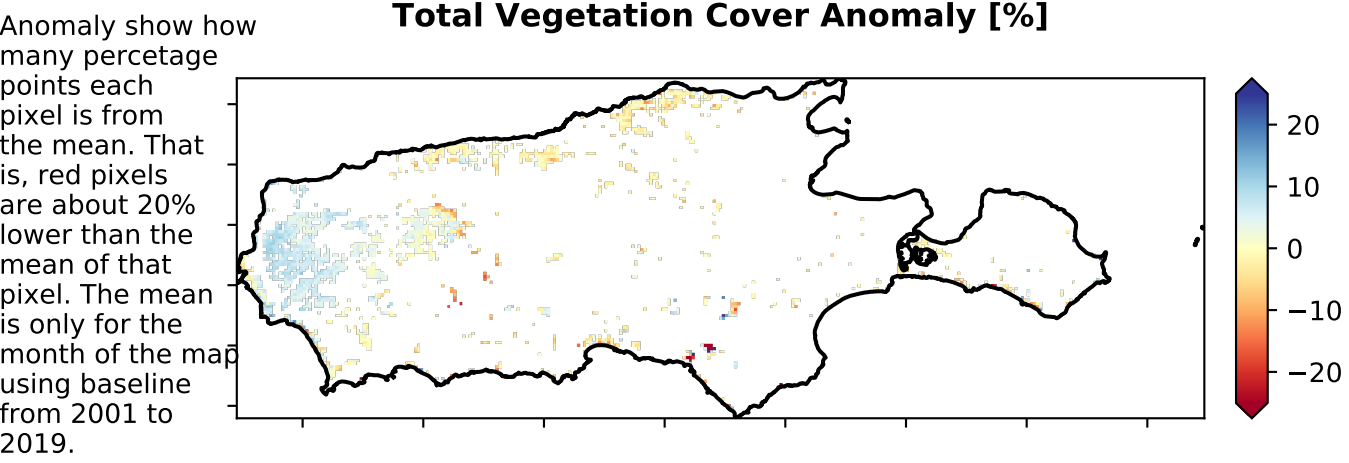 Total Vegetation Cover Anomaly [%]
Anomaly show how
many percetage
points each
pixel is from
the mean. That
is, red pixels
are about 20%
lower than the
mean of that
pixel. The mean
is only for the
month of the map
using baseline
from 2001 to
2019.
20
10
0
−10
−20